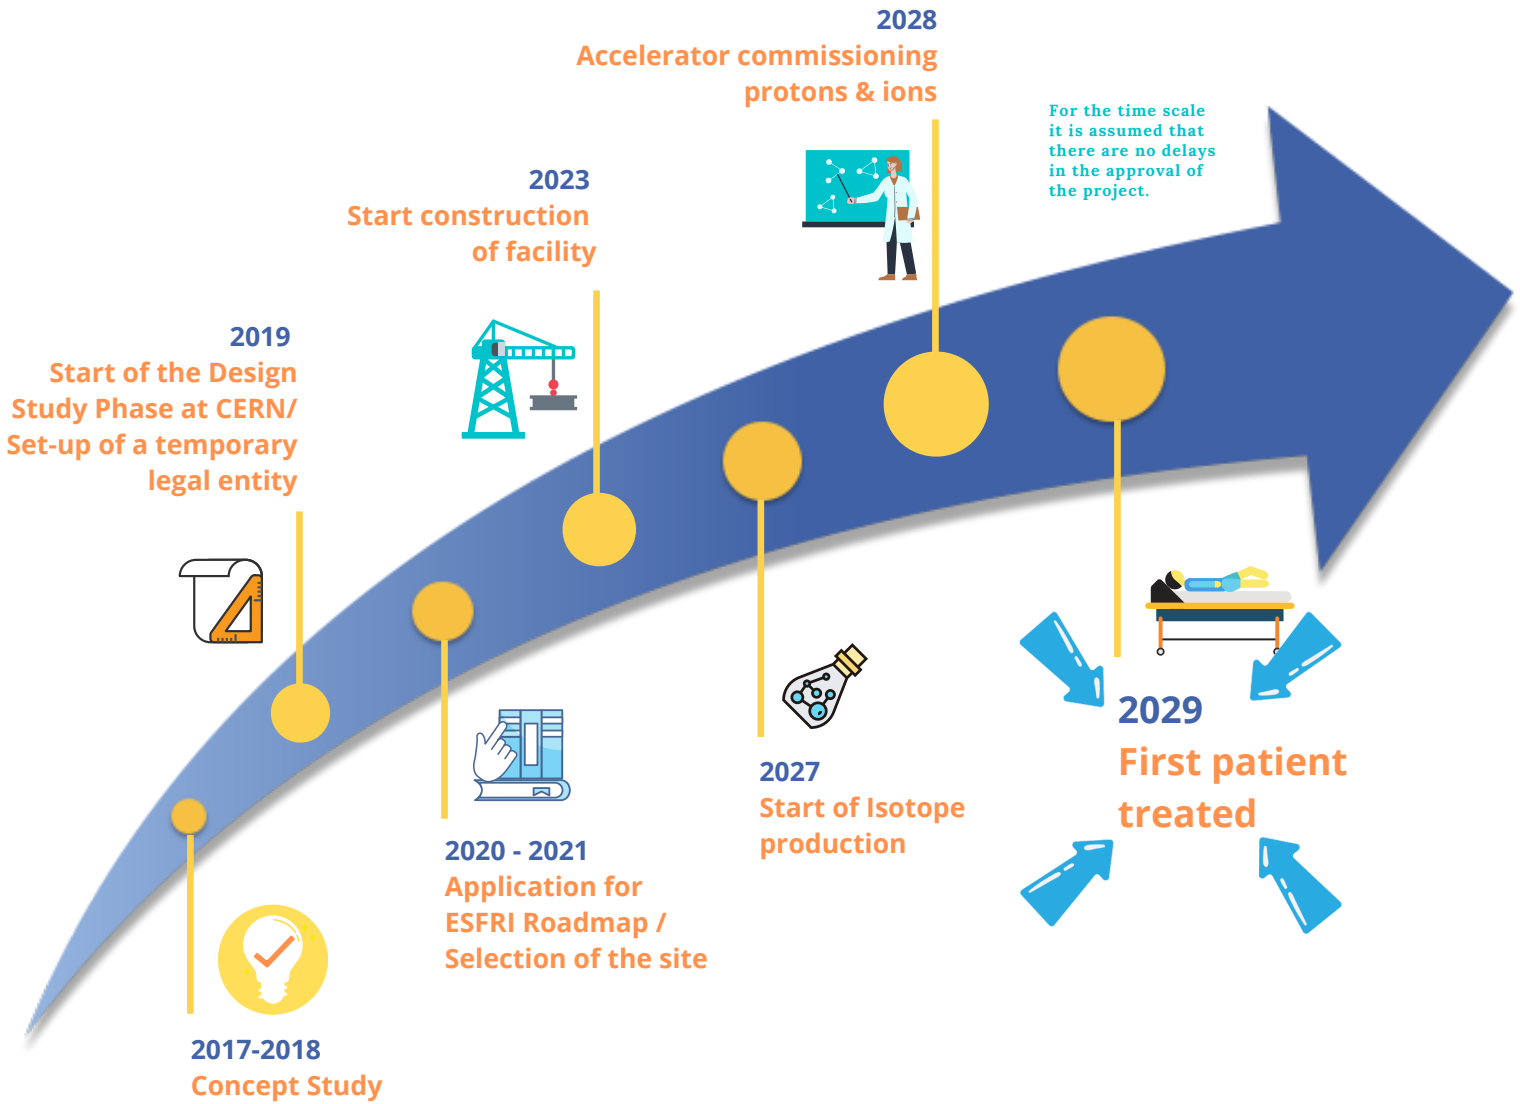 2028
Accelerator commissioning
protons & ions
For the time scale
it is assumed that
there are no delays
in the approval of
the project.
2023
Start construction
of facility
2019
Start of the Design
Study Phase at CERN/
Set-up of a temporary
legal entity
2029
First patient
treated
2027
Start of Isotope
production
2020 - 2021
Application for
ESFRI Roadmap /
Selection of the site
2017-2018
Concept Study